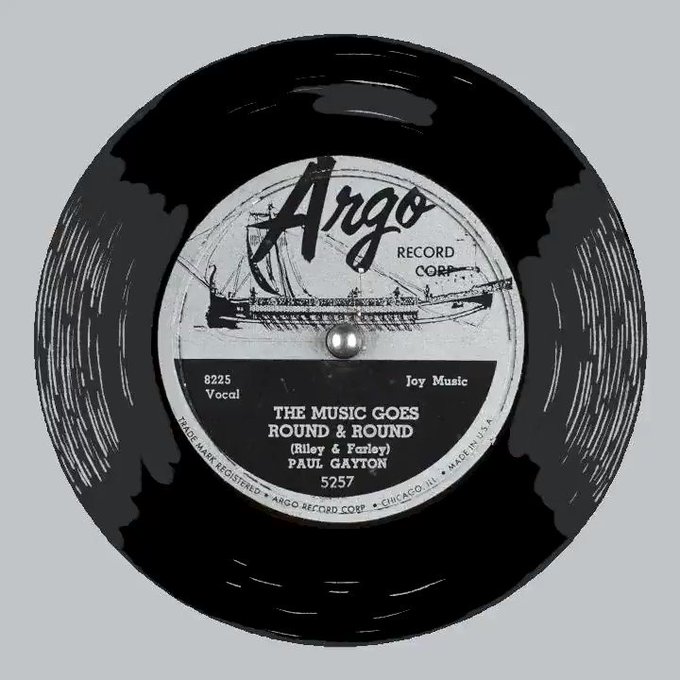 Argo
RECORD
CORP
8225
Vocal
Joy Music
THE MUSIC GOES
ROUND & ROUND
(Riley & Farley)
PAUL GAYTON
5257
TRADE MARK REGISTERED • ARGO RECORD CORP • CHICAGO, ILL. • MADE IN U.S.A.